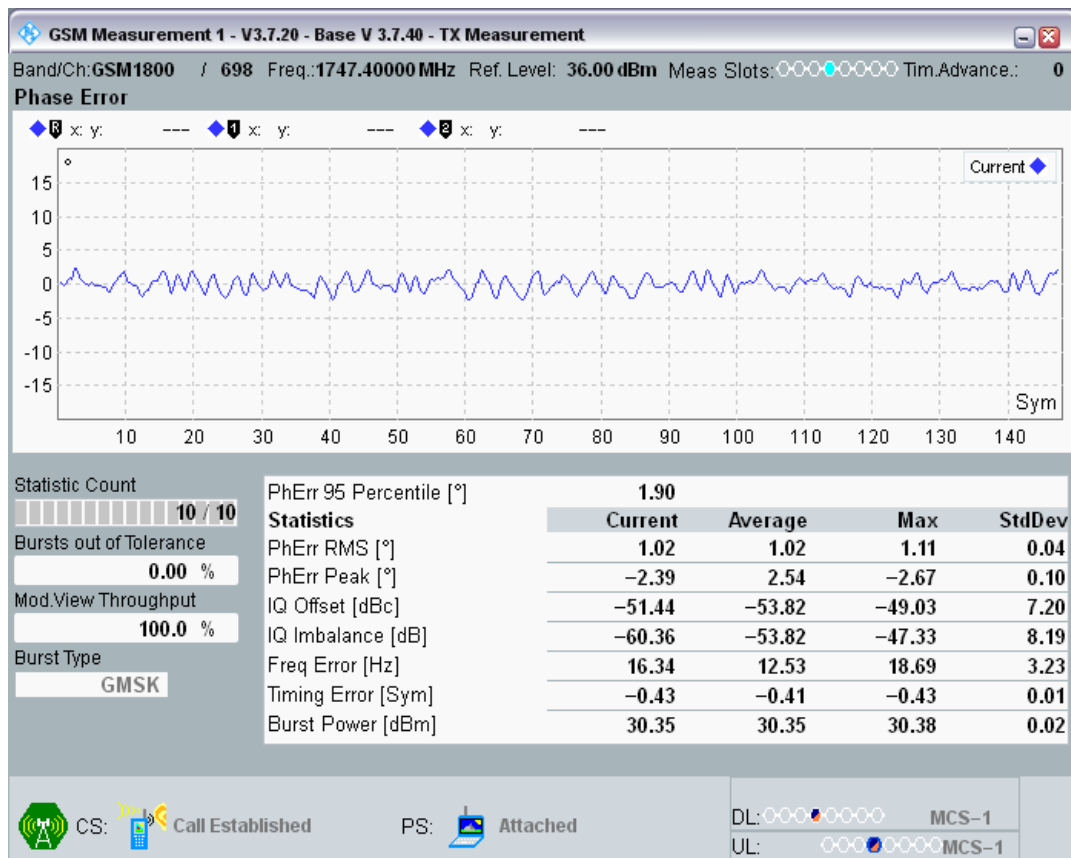 GSM Measurement 1 - V3.7.20 - Base V 3.7.40 - TX Measurement
Band/Ch:GSM1800 / 698 Freq.:1747.40000 MHz Ref. Level: 36.00 dBm Meas Slots: Tim.Advance.: 0
Phase Error
R x: y: --- 1 x: y: --- 2 x: y: ---
°
Current
15
10
5
0
-5
-10
-15
Sym
10 20 30 40 50 60 70 80 90 100 110 120 130 140
Statistic Count
10 / 10
Bursts out of Tolerance
0.00 %
Mod.View Throughput
100.0 %
Burst Type
GMSK
PhErr 95 Percentile [°] 1.90
Statistics Current Average Max StdDev
PhErr RMS [°] 1.02 1.02 1.11 0.04
PhErr Peak [°] −2.39 2.54 −2.67 0.10
IQ Offset [dBc] −51.44 −53.82 −49.03 7.20
IQ Imbalance [dB] −60.36 −53.82 −47.33 8.19
Freq Error [Hz] 16.34 12.53 18.69 3.23
Timing Error [Sym] −0.43 −0.41 −0.43 0.01
Burst Power [dBm] 30.35 30.35 30.38 0.02
CS: Call Established PS: Attached
DL: MCS−1
UL: MCS−1